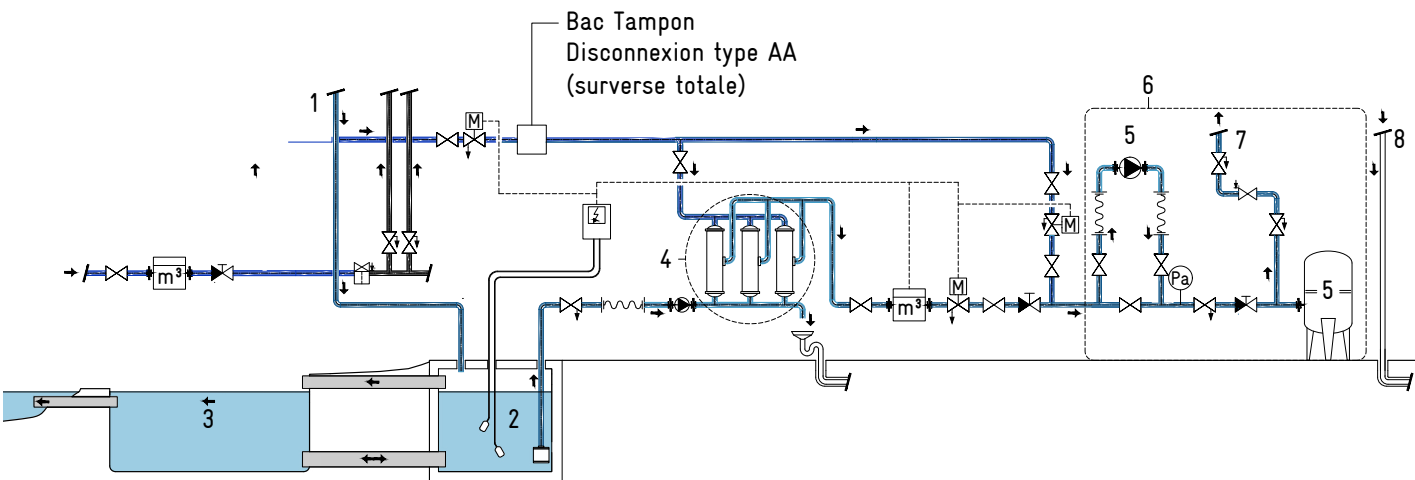 Bac Tampon
Disconnexion type AA
(surverse totale)
6
1
M
5
7
8
4
M
m³
M
m³
Pa
5
3
2